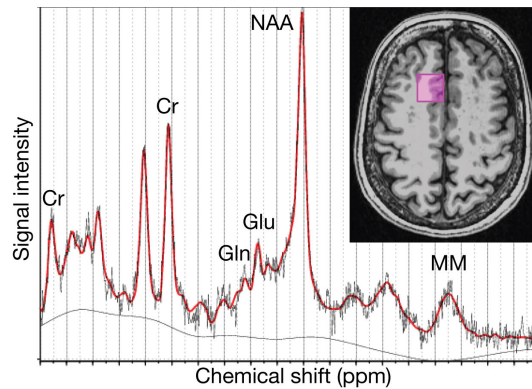 NAA
Cr
Cr
Glu
Gln
MM
Signal intensity
Chemical shift (ppm)